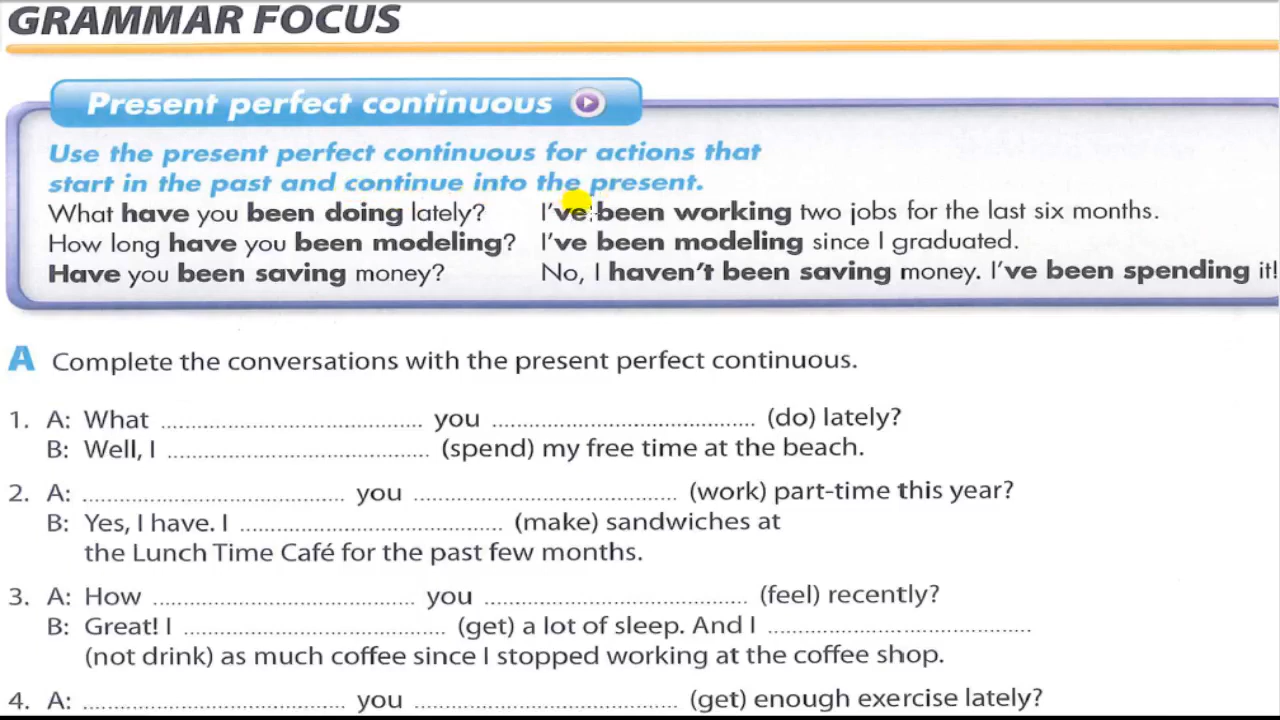 GRAMMAR FOCUS
Present perfect continuous
Use the present perfect continuous for actions that
start in the past and continue into the present.
What have you been doing lately? I've been working two jobs for the last six months.
How long have you been modeling? I've been modeling since I graduated.
Have you been saving money? No, I haven't been saving money. I've been spending it!
A Complete the conversations with the present perfect continuous.
1. A: What ........................................ you ........................................ (do) lately?
B: Well, I ........................................ (spend) my free time at the beach.
2. A: ........................................ you ........................................ (work) part-time this year?
B: Yes, I have. I ........................................ (make) sandwiches at
the Lunch Time Café for the past few months.
3. A: How ........................................ you ........................................ (feel) recently?
B: Great! I ........................................ (get) a lot of sleep. And I ........................................
(not drink) as much coffee since I stopped working at the coffee shop.
4. A: ........................................ you ........................................ (get) enough exercise lately?